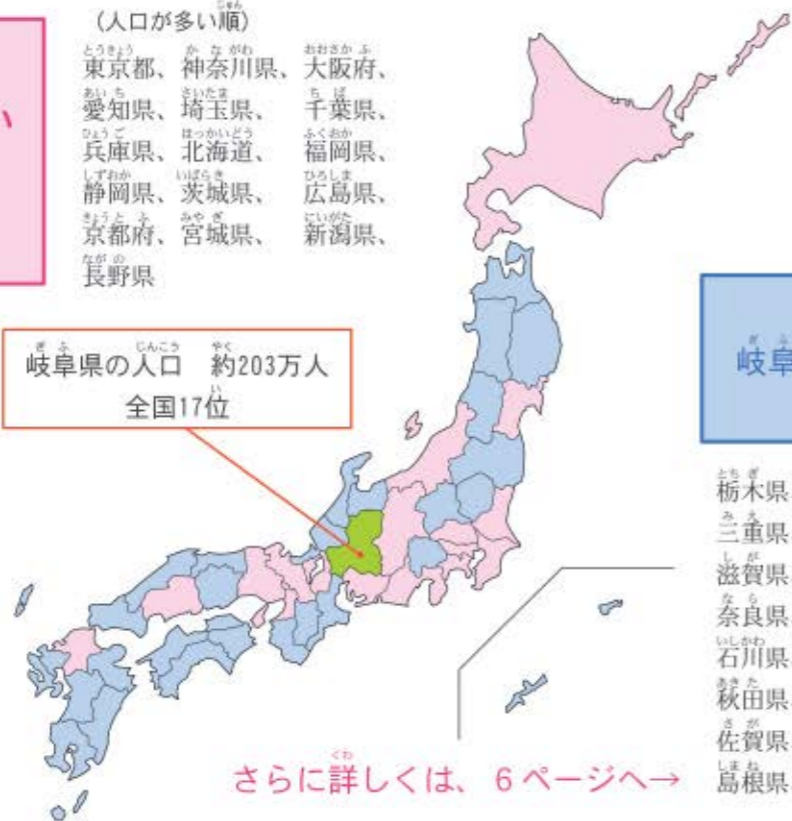 (人口が多い順)
東京都、神奈川県、大阪府、
愛知県、埼玉県、千葉県、
兵庫県、北海道、福岡県、
静岡県、茨城県、広島県、
京都府、宮城県、新潟県、
長野県
い
岐阜県の人口 約203万人
全国17位
岐阜
栃木県
三重県
滋賀県
奈良県
石川県
秋田県
佐賀県
島根県
さらに詳しくは、6ページへ→